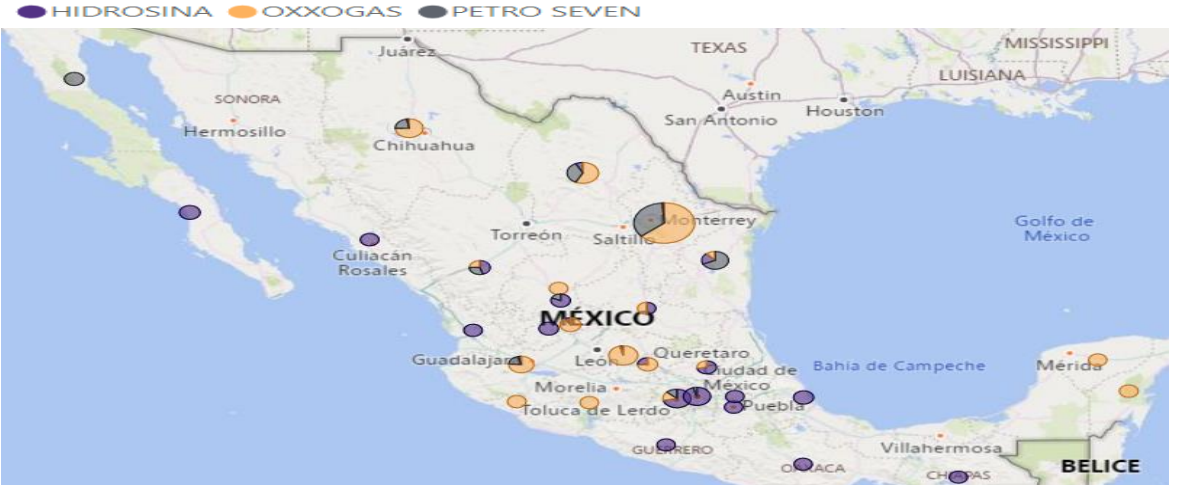 HIDROSINA OXXOGAS PETRO SEVEN
Juárez
TEXAS
MISSISSIPPI
LUISIANA
SONORA
Austin
Hermosillo
San Antonio
Houston
Chihuahua
Monterrey
Torreón
Saltillo
Golfo de
México
Culiacán
Rosales
MÉXICO
Guadalajar
León
Queretaro
Ciudad de
México
Bahía de Campeche
Mérida
Morelia
Toluca de Lerdo
Puebla
GUERRERO
Villahermosa
OAXACA
CHIAPAS
BELICE